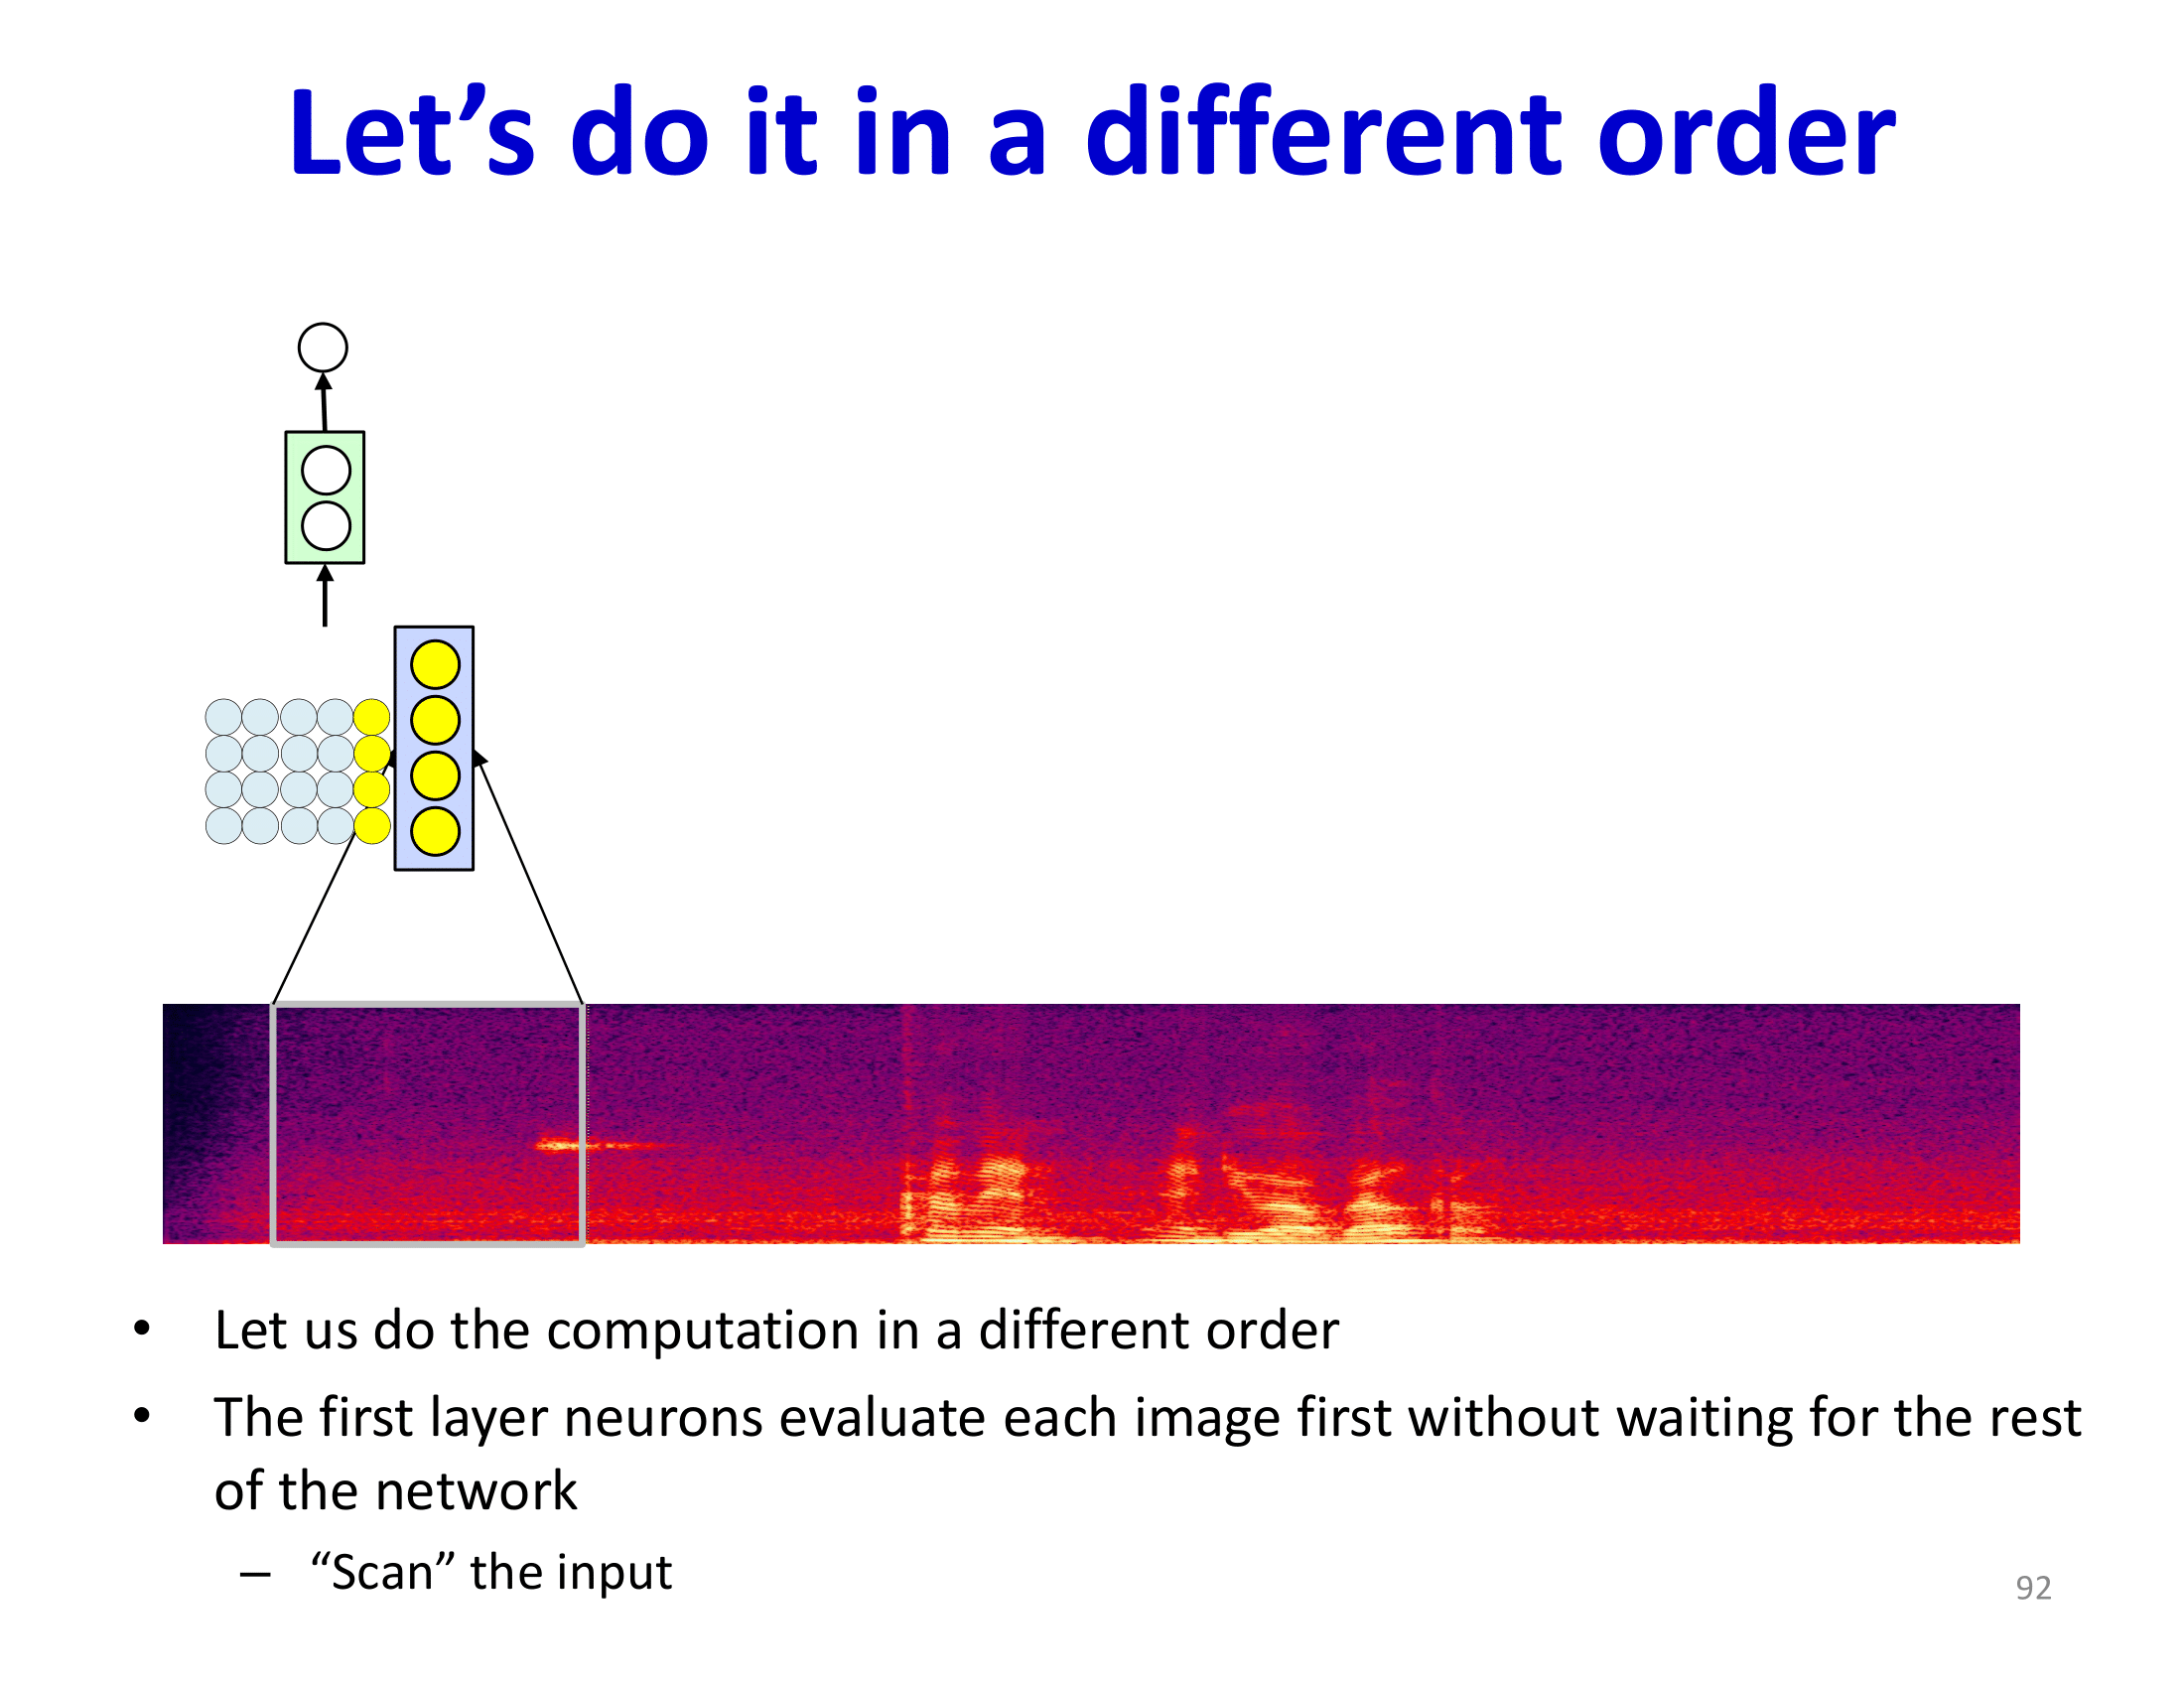 Let’s do it in a different order
• Let us do the computation in a different order
• The first layer neurons evaluate each image first without waiting for the rest
of the network
– “Scan” the input
92